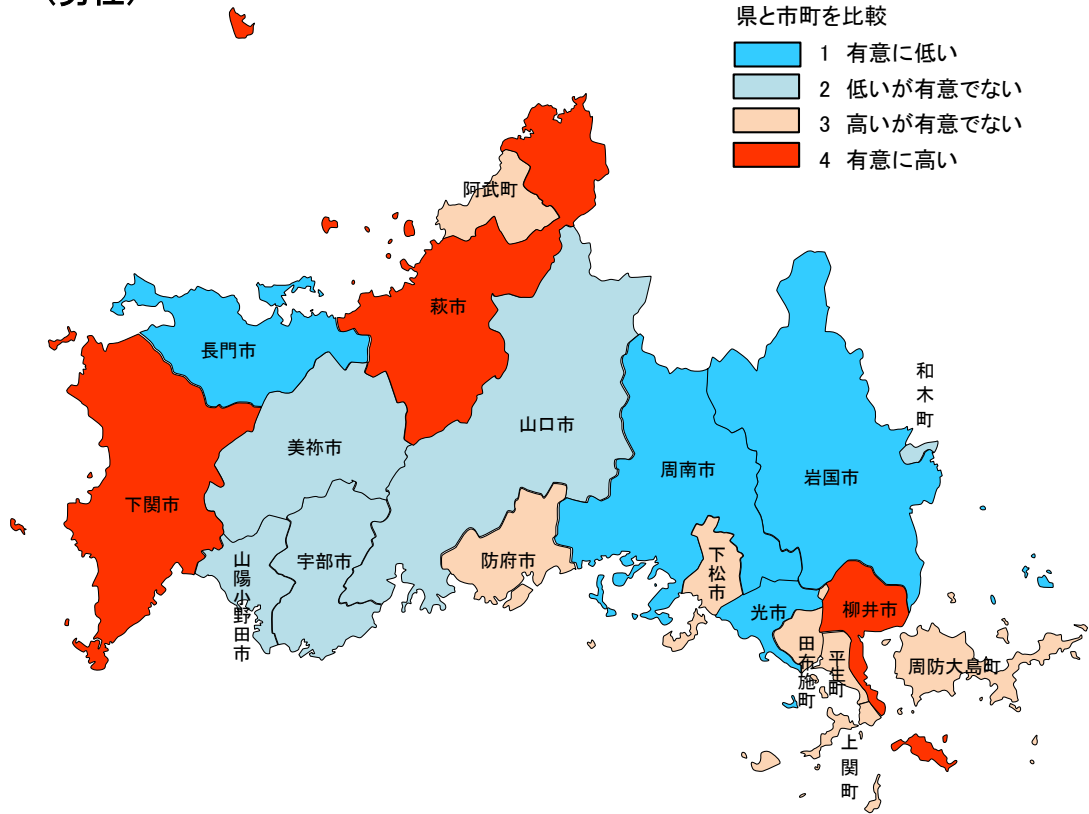 県と市町を比較
1 有意に低い
2 低いが有意でない
3 高いが有意でない
4 有意に高い
阿武町
萩市
長門市
和木町
山口市
美祢市
周南市
岩国市
下関市
防府市
宇部市
山陽小野田市
下松市
光市
柳井市
田布施町
平生町
周防大島町
上関町